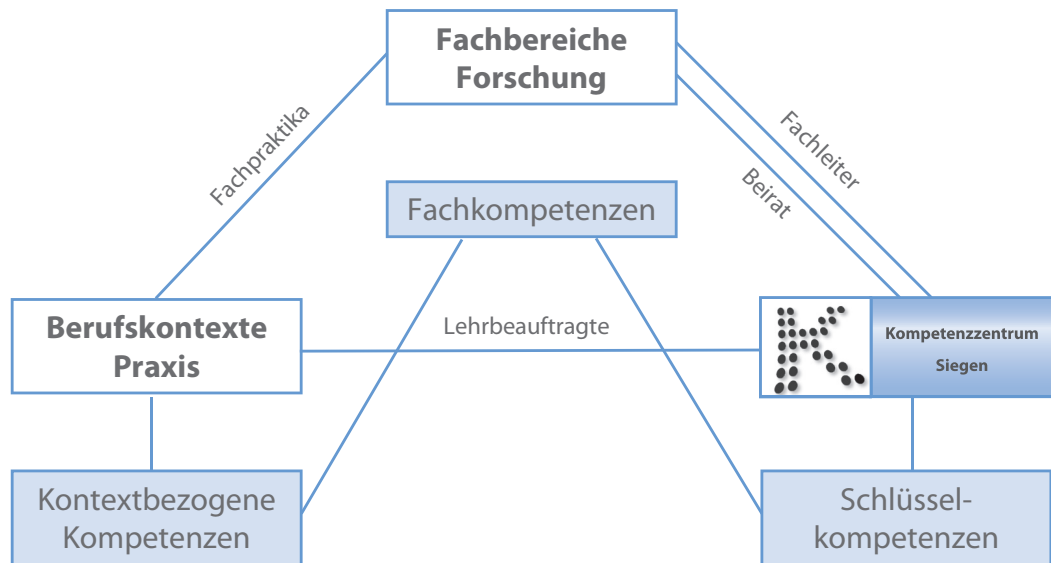 Fachbereiche
Forschung
Fachpraktika
Fachleiter
Beirat
Fachkompetenzen
Berufskontexte
Praxis
Lehrbeauftragte
K.
Kompetenzzentrum
Siegen
Kontextbezogene
Kompetenzen
Schlüssel-
kompetenzen